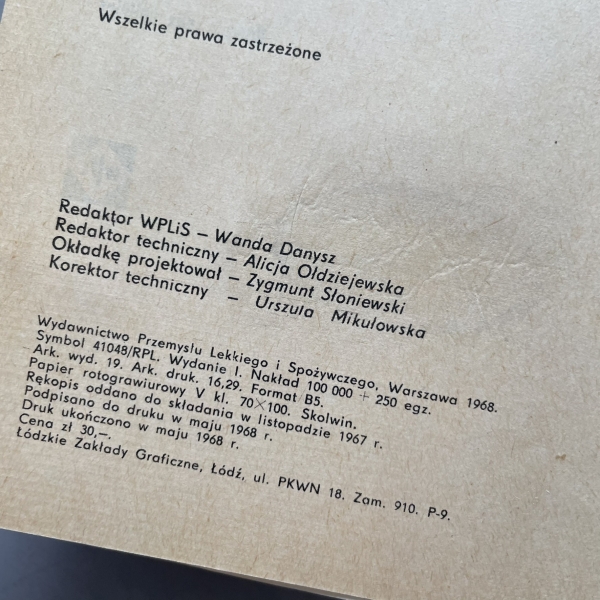 Wszelkie prawa zastrzeżone
Redaktor WPLiS – Wanda Danysz
Redaktor techniczny – Alicja Ołdziejewska
Okładkę projektował – Zygmunt Słoniewski
Korektor techniczny – Urszula Mikułowska
Wydawnictwo Przemysłu Lekkiego i Spożywczego, Warszawa 1968.
Symbol 41048/RPL. Wydanie I. Nakład 100 000 + 250 egz.
Ark. wyd. 19. Ark. druk. 16,29. Format B5.
Papier rotograwiurowy V kl. 70×100. Skolwin.
Rękopis oddano do składania w listopadzie 1967 r.
Podpisano do druku w maju 1968 r.
Druk ukończono w maju 1968 r.
Cena zł 30,–.
Łódzkie Zakłady Graficzne, Łódź, ul. PKWN 18. Zam. 910. P-9.